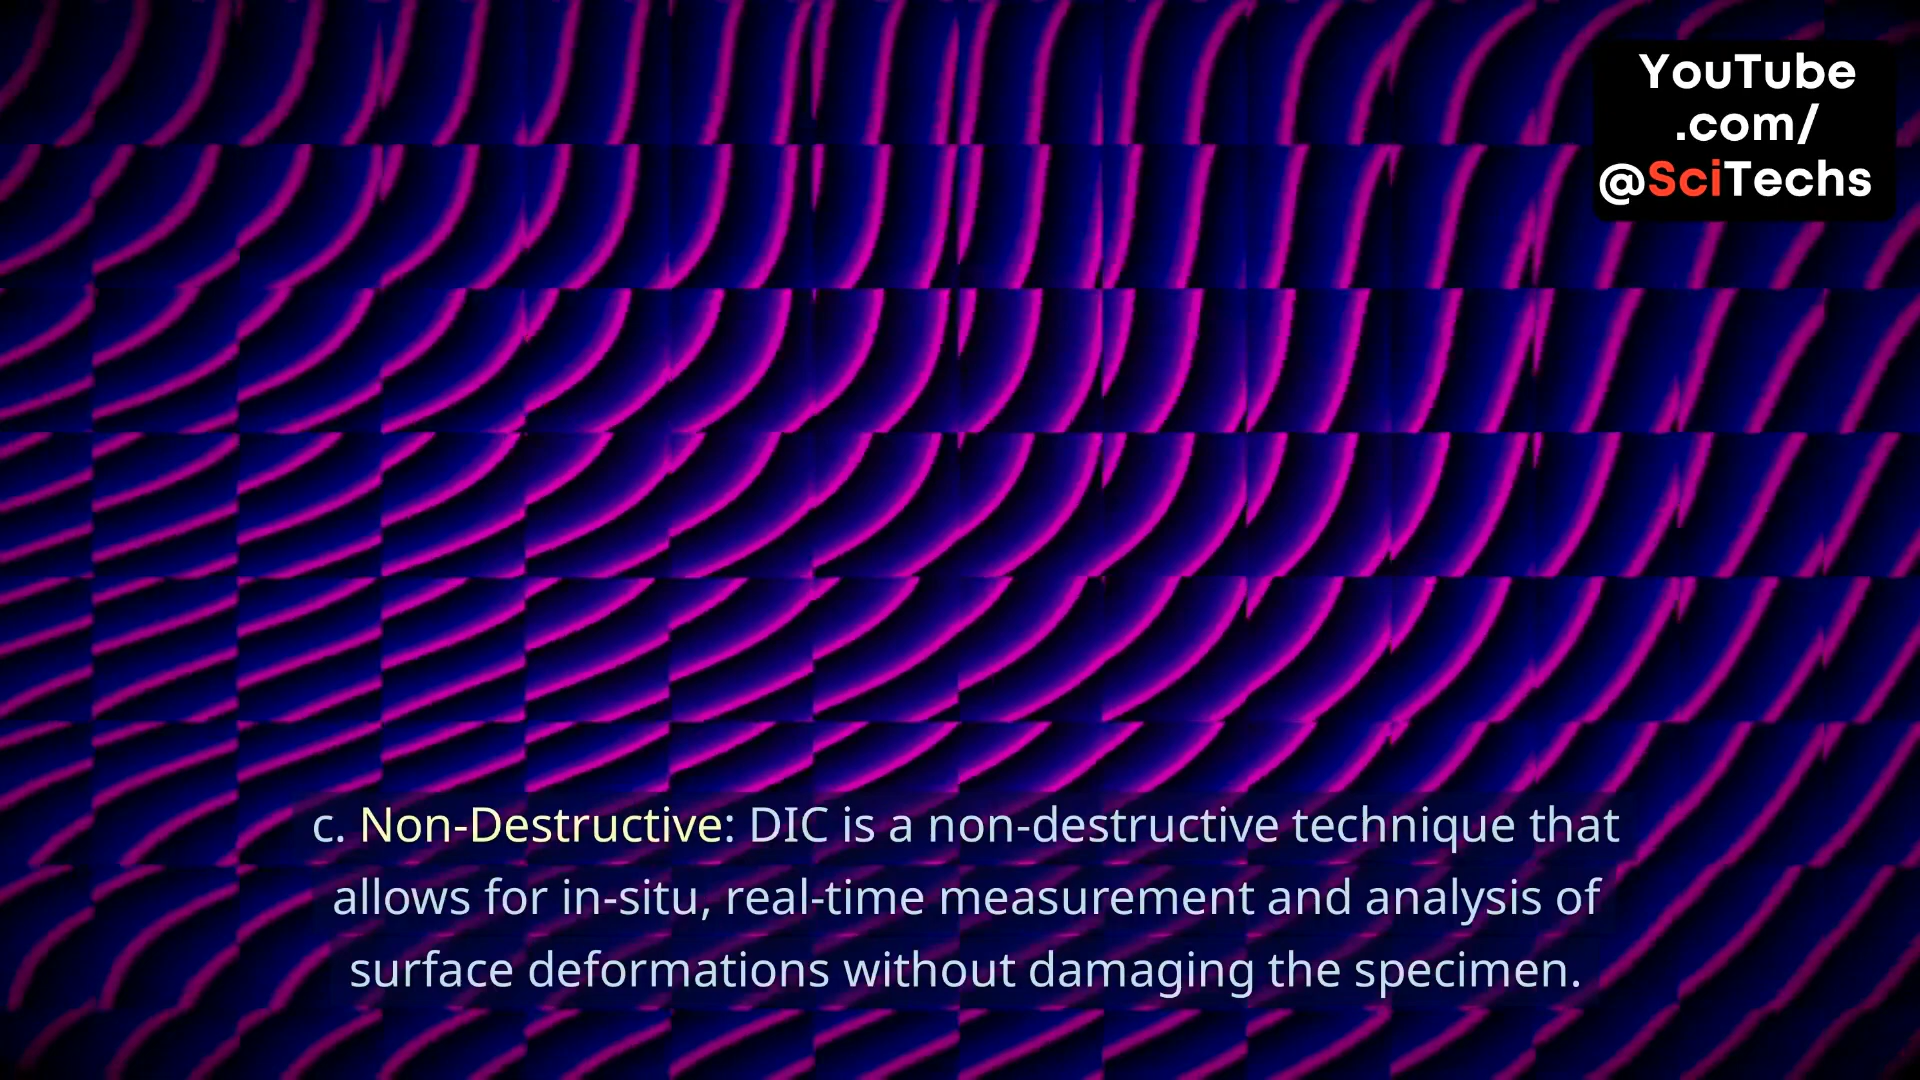 YouTube
.com/
@SciTechs
c. Non-Destructive: DIC is a non-destructive technique that
allows for in-situ, real-time measurement and analysis of
surface deformations without damaging the specimen.